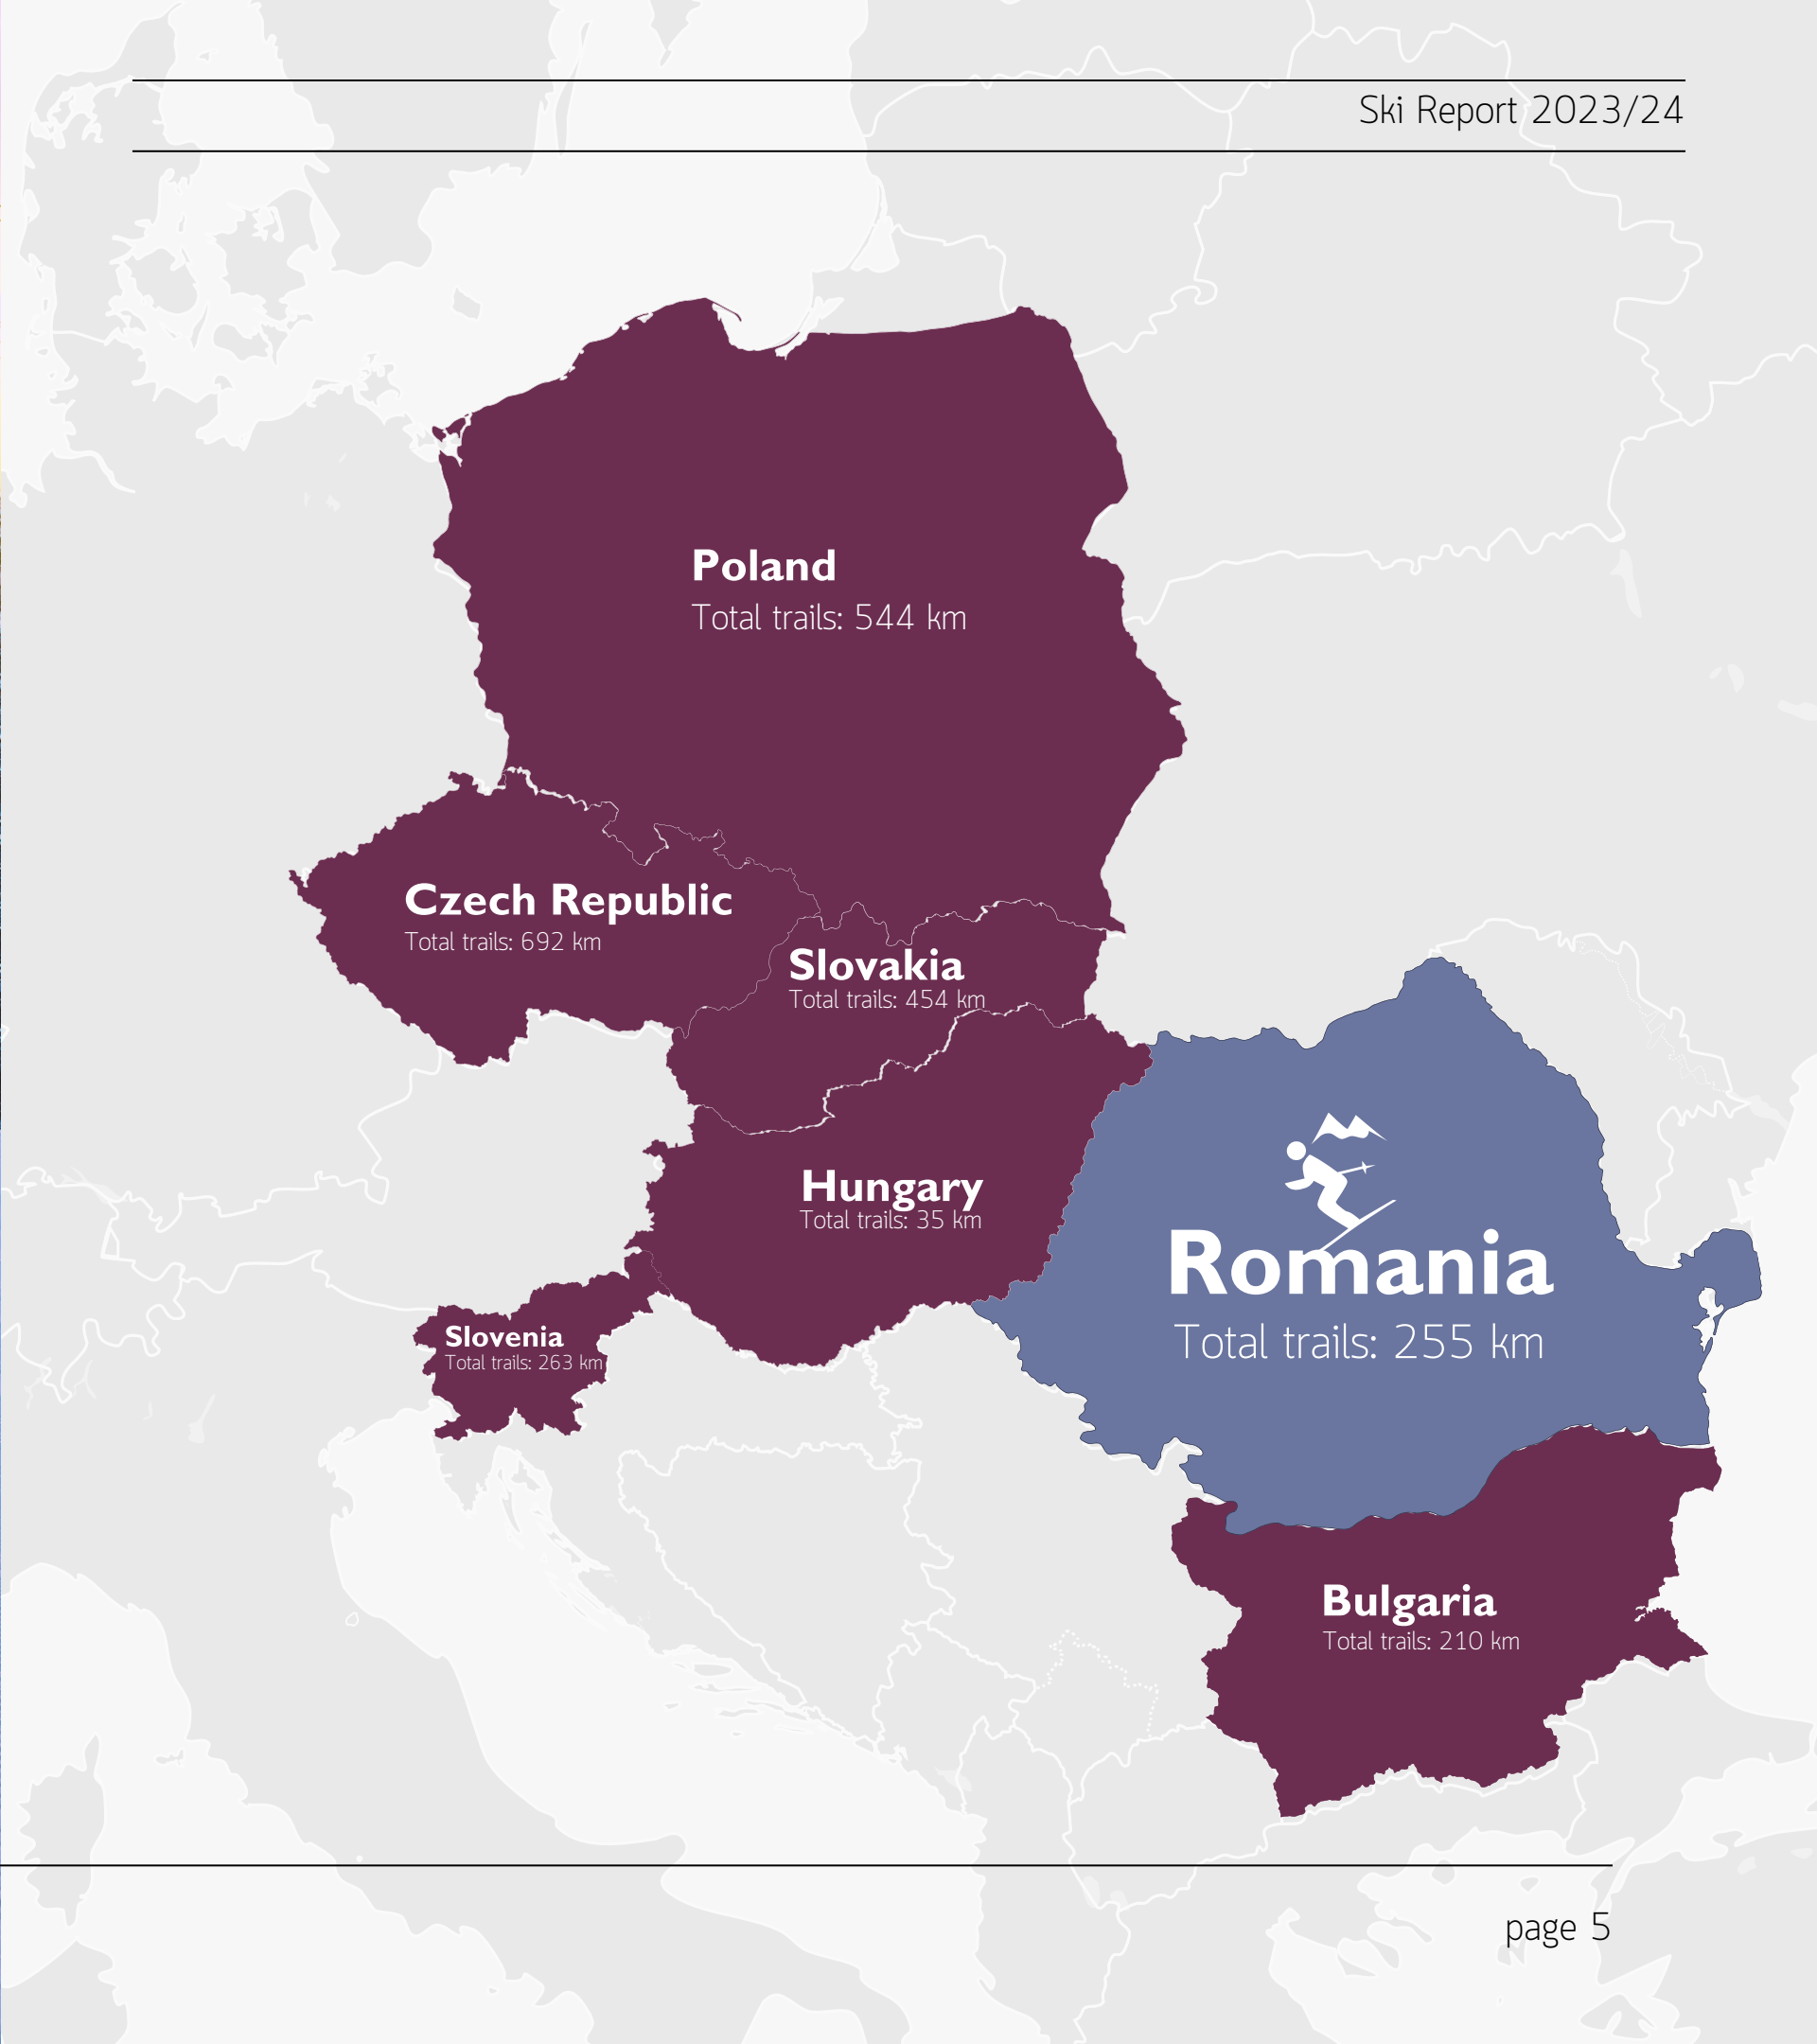 Ski Report 2023/24
Poland
Total trails: 544 km
Czech Republic
Total trails: 692 km
Slovakia
Total trails: 454 km
Hungary
Total trails: 35 km
Romania
Total trails: 255 km
Slovenia
Total trails: 263 km
Bulgaria
Total trails: 210 km
page 5